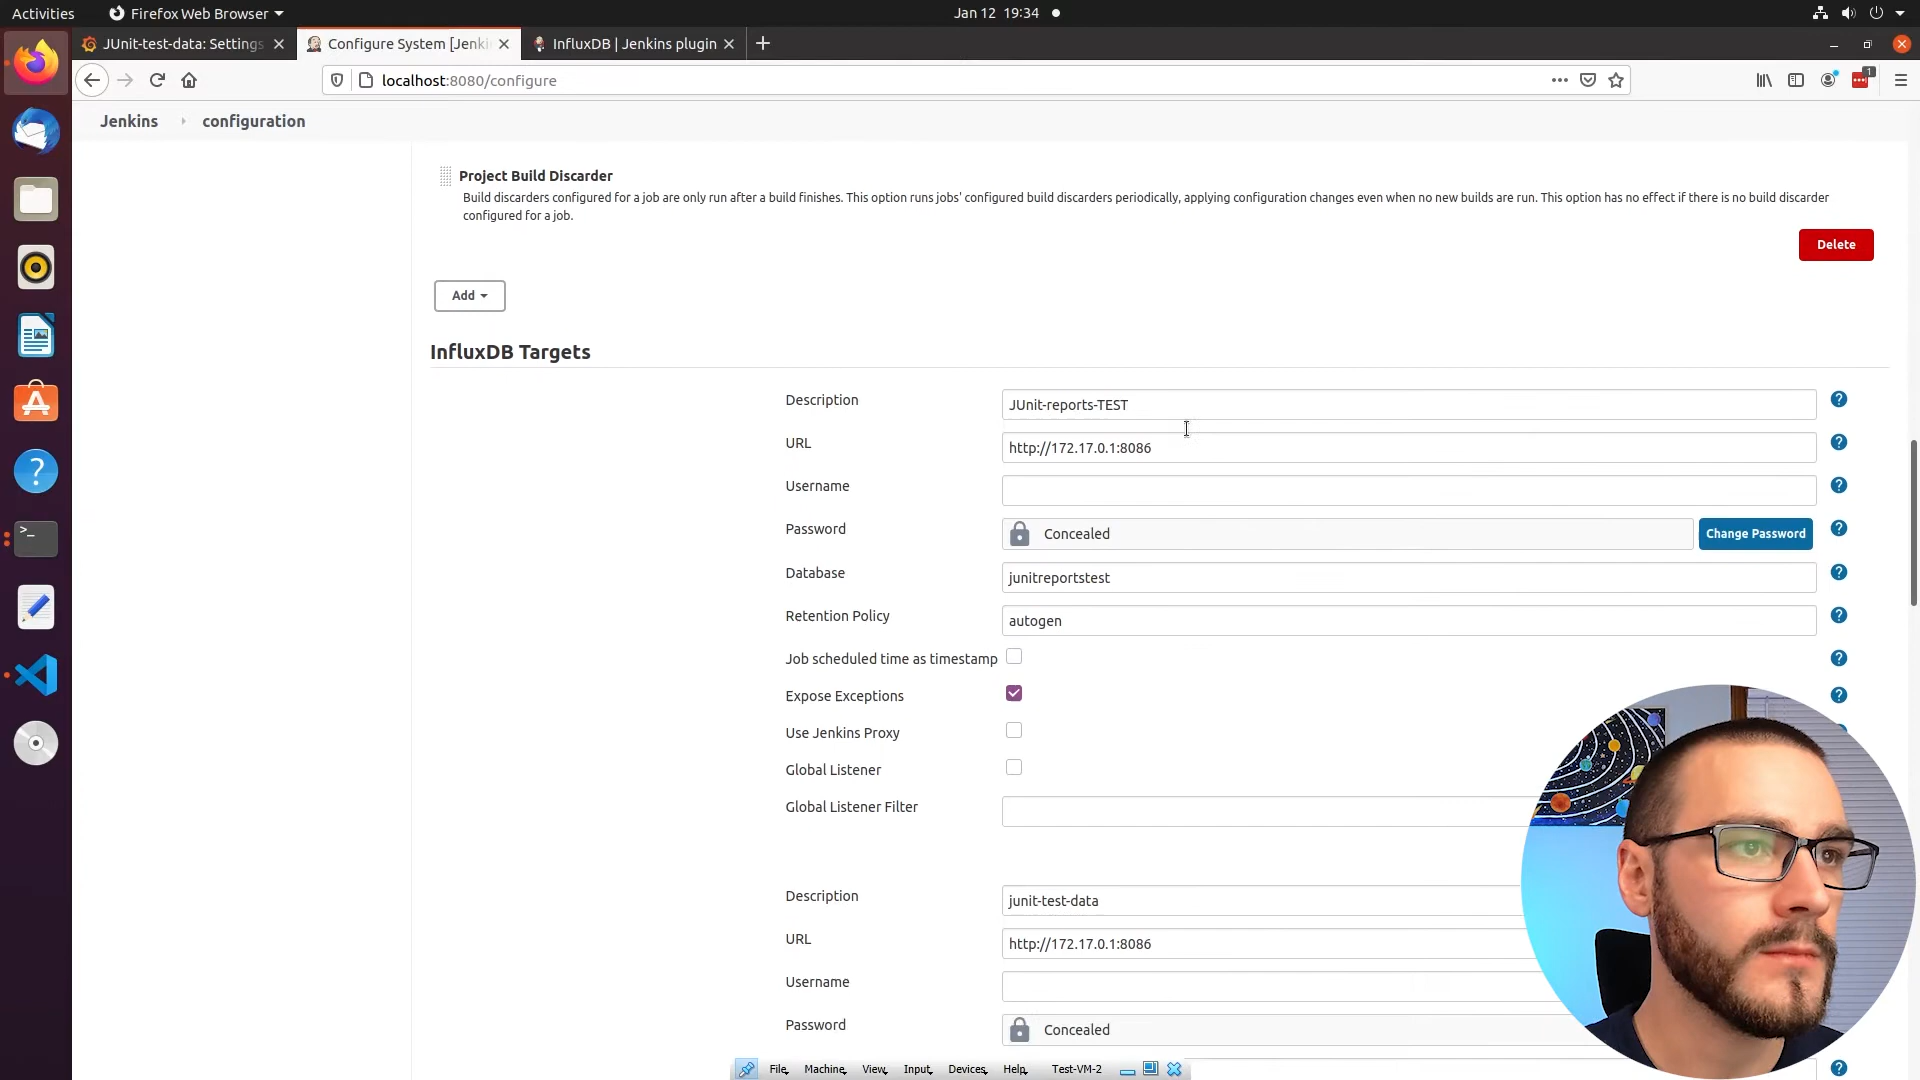 Activities
Firefox Web Browser
Jan 12 19:34
JUnit-test-data: Settings
Configure System [Jenki
InfluxDB | Jenkins plugin
localhost:8080/configure
1
Jenkins
configuration
Project Build Discarder
Build discarders configured for a job are only run after a build finishes. This option runs jobs' configured build discarders periodically, applying configuration changes even when no new builds are run. This option has no effect if there is no build discarder
configured for a job.
Delete
Add
InfluxDB Targets
Description
JUnit-reports-TEST
URL
http://172.17.0.1:8086
Username
Password
Concealed
Change Password
Database
junitreportstest
Retention Policy
autogen
Job scheduled time as timestamp
Expose Exceptions
Use Jenkins Proxy
Global Listener
Global Listener Filter
Description
junit-test-data
URL
http://172.17.0.1:8086
Username
Password
Concealed
File
Machine
View
Input
Devices
Help
Test-VM-2